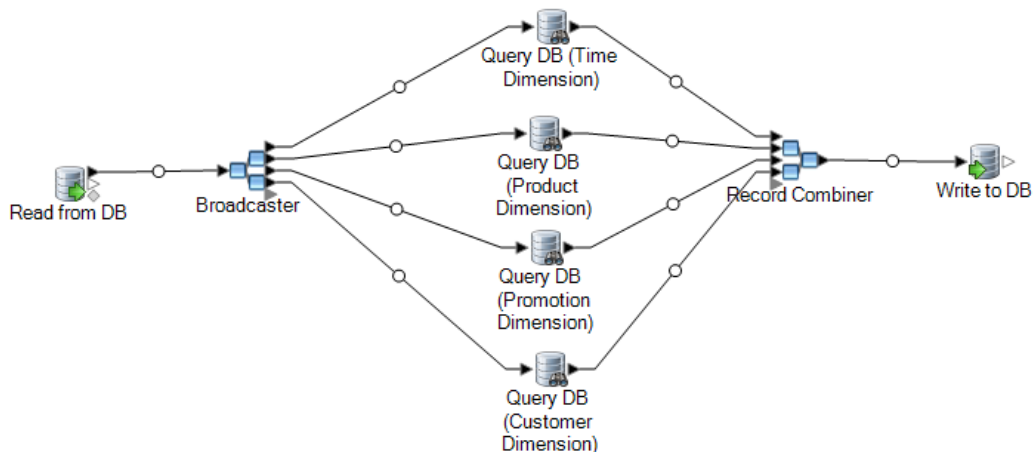 Query DB (Time
Dimension)
Query DB
(Product
Dimension)
Read from DB
Broadcaster
Record Combiner
Write to DB
Query DB
(Promotion
Dimension)
Query DB
(Customer
Dimension)